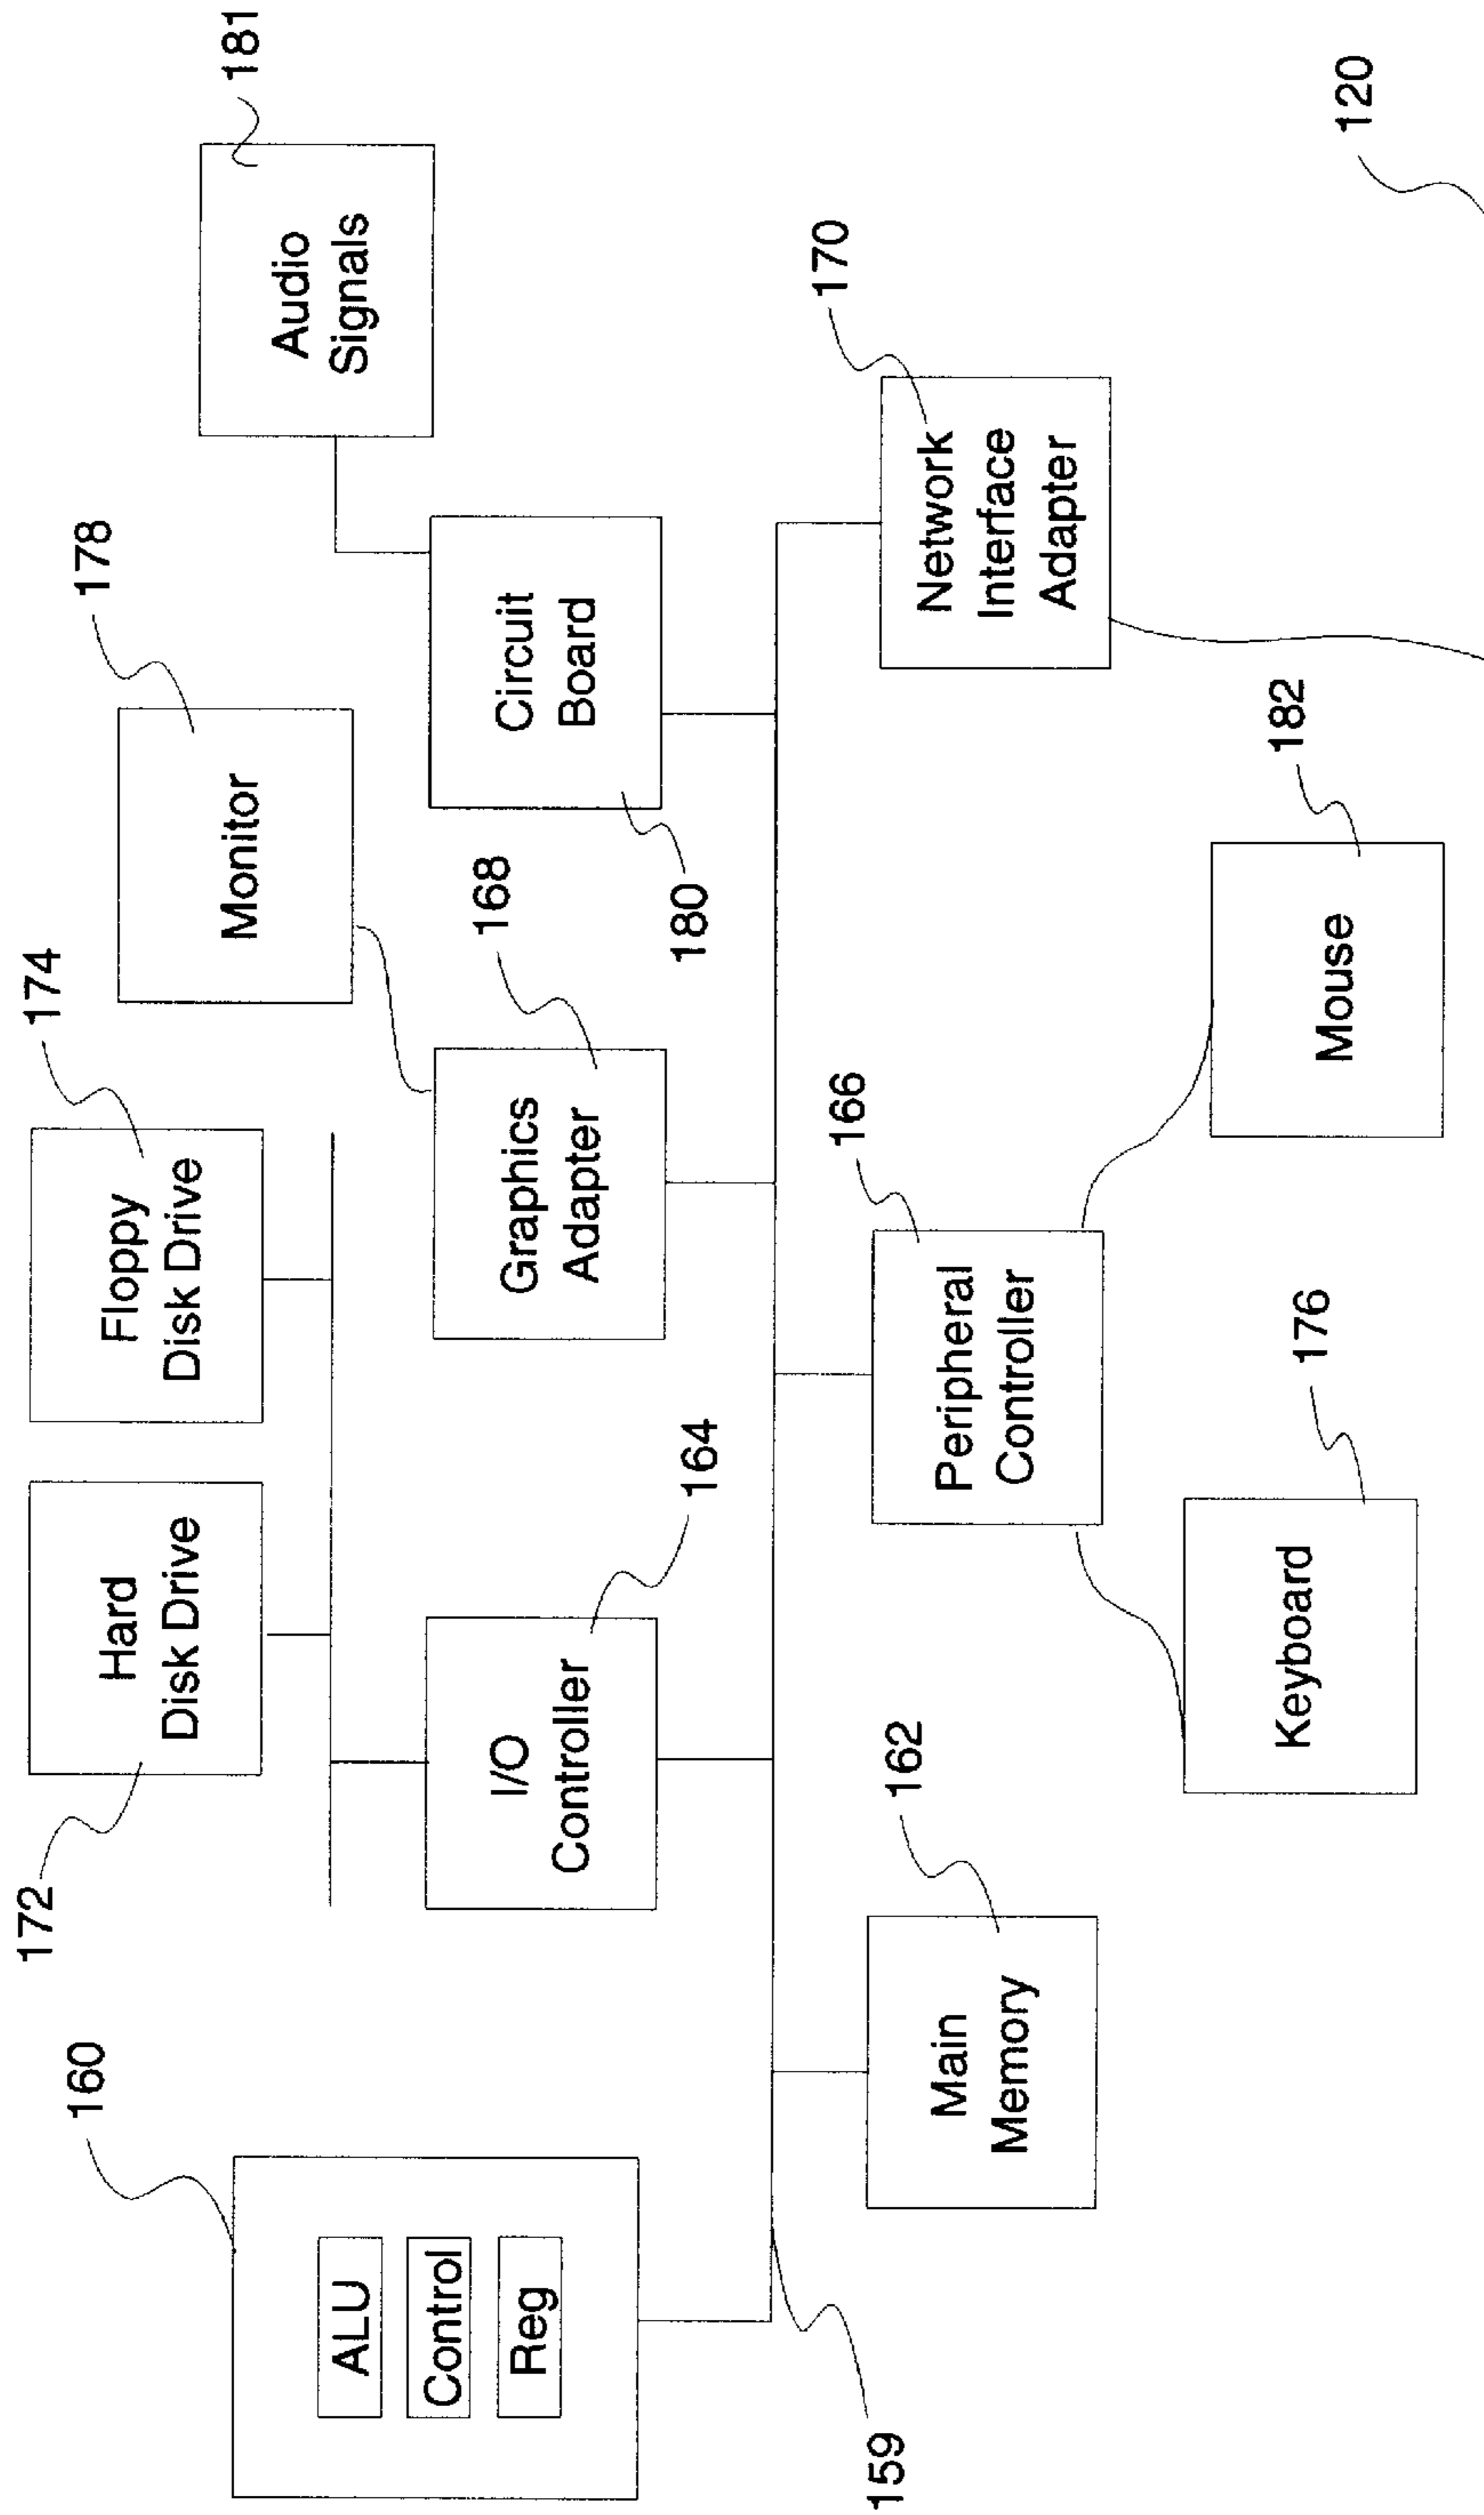 172
Hard
Disk Drive
Floppy
Disk Drive
174
178
Monitor
181
Audio
Signals
160
ALU
Control
Reg
I/O
Controller
164
Graphics
Adapter
168
Circuit
Board
180
159
Main
Memory
162
Peripheral
Controller
166
Network
Interface
Adapter
170
Keyboard
176
Mouse
182
120